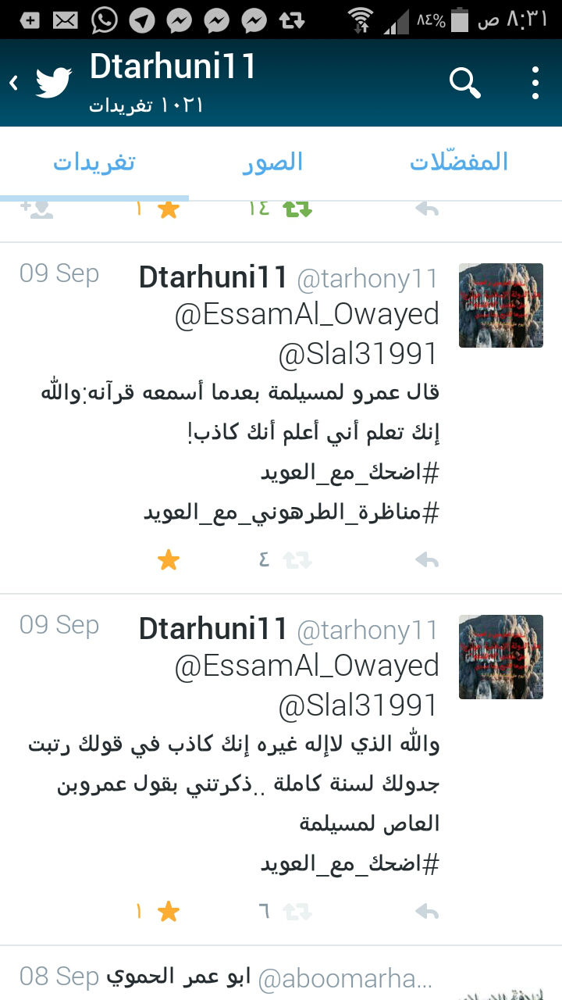 ٨:٣١ ص ٨٤%
Dtarhuni11
١٠٢١ تغريدات
المفضّلات الصور تغريدات
١٤ ١
Dtarhuni11 @tarhony11 09 Sep
@EssamAl_Owayed
@Slal31991
قال عمرو لمسيلمة بعدما أسمعه قرآنه:والله
إنك تعلم أني أعلم أنك كاذب!
#اضحك_مع_العويد
#مناظرة_الطرهوني_مع_العويد
٤
Dtarhuni11 @tarhony11 09 Sep
@EssamAl_Owayed
@Slal31991
والله الذي لاإله غيره إنك كاذب في قولك رتبت
جدولك لسنة كاملة ..ذكرتني بقول عمروبن
العاص لمسيلمة
#اضحك_مع_العويد
٦ ١
ابو عمر الحموي @aboomarha... 08 Sep